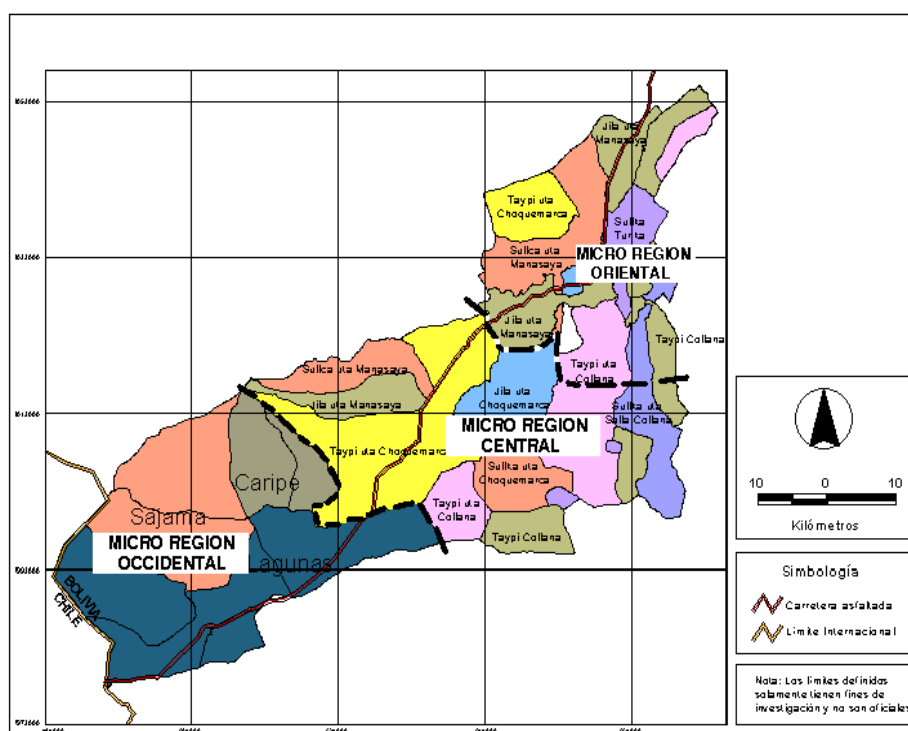 Jila uta
Manasaya
Taypi uta
Choquemarca
Sullka
Tunka
Sullca uta
Manasaya
MICRO REGION
ORIENTAL
Jila uta
Manasaya
Taypi Collana
Sullca uta Manasaya
Taypi uta
Collana
Jila uta Manasaya
Jila uta
Choquemarca
Sullka uta
Salla Collana
MICRO REGION
CENTRAL
Taypi uta Choquemarca
Sullka uta
Choquemarca
Caripe
Taypi uta
Collana
Sajama
Taypi Collana
MICRO REGION
OCCIDENTAL
Lagunas
BOLIVIA
CHILE
10 0 10
Kilómetros
Simbología
Carretera asfaltada
Límite Internacional
Nota: Los límites definidos
solamente tienen fines de
investigación y no son oficiales